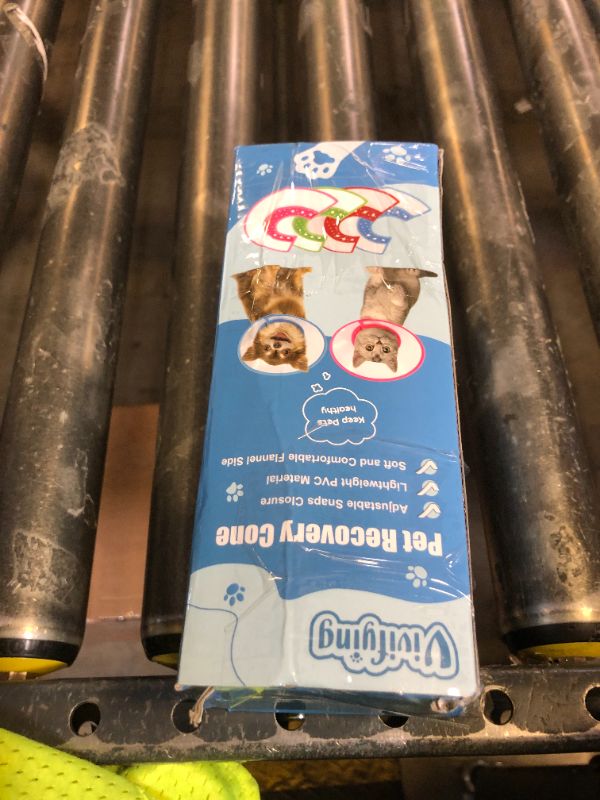 Vivifying
Pet Recovery Cone
Adjustable Snaps Closure
Lightweight PVC Material
Soft and Comfortable Flannel Side
Keep Pets
healthy